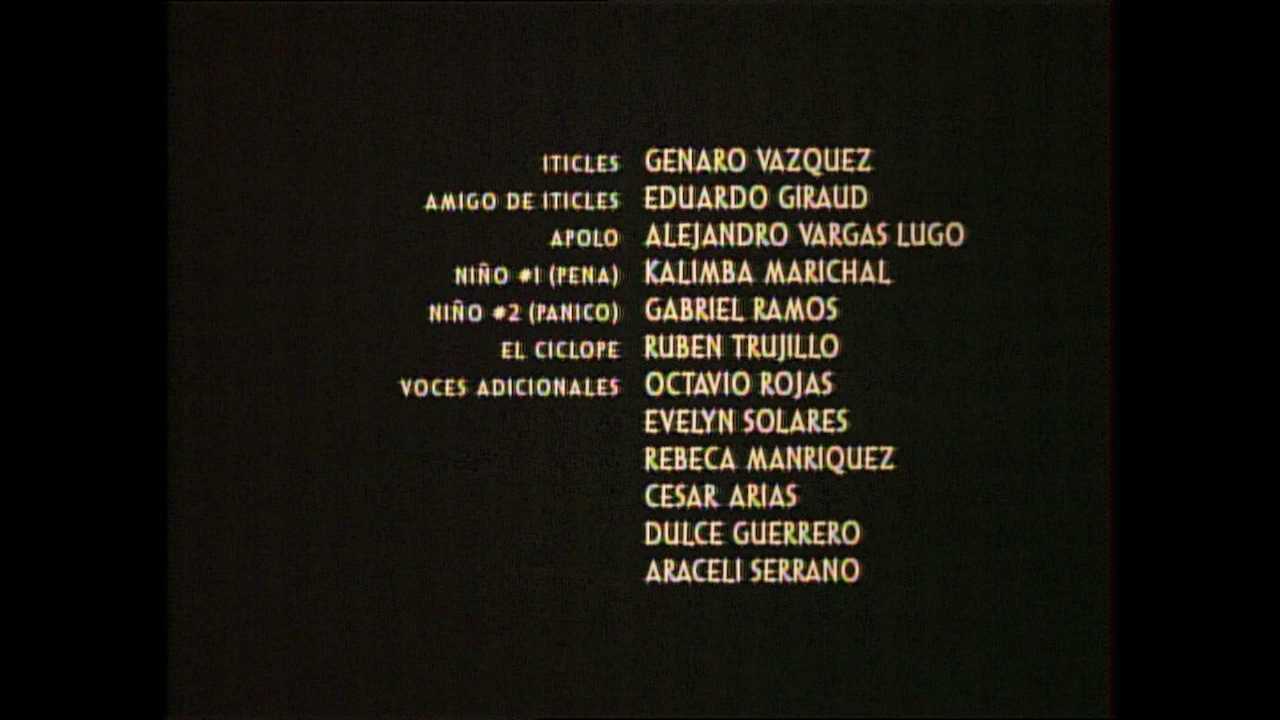 ITICLES GENARO VAZQUEZ
AMIGO DE ITICLES EDUARDO GIRAUD
APOLO ALEJANDRO VARGAS LUGO
NIÑO #1 (PENA) KALIMBA MARICHAL
NIÑO #2 (PANICO) GABRIEL RAMOS
EL CICLOPE RUBEN TRUJILLO
VOCES ADICIONALES OCTAVIO ROJAS
EVELYN SOLARES
REBECA MANRIQUEZ
CESAR ARIAS
DULCE GUERRERO
ARACELI SERRANO